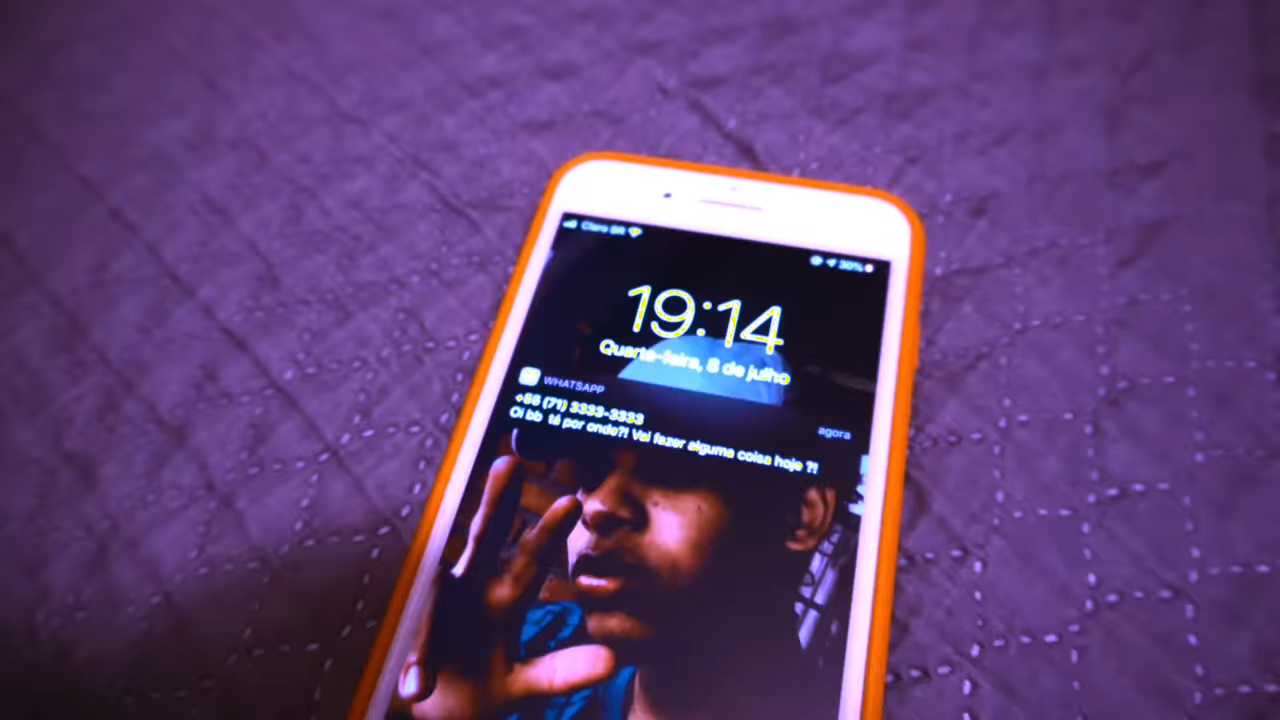 Claro BR
30%
19:14
Quarta-feira, 8 de julho
WHATSAPP
agora
+55 (71) 3333-3333
Oi bb tá por onde?! Vai fazer alguma coisa hoje ?!